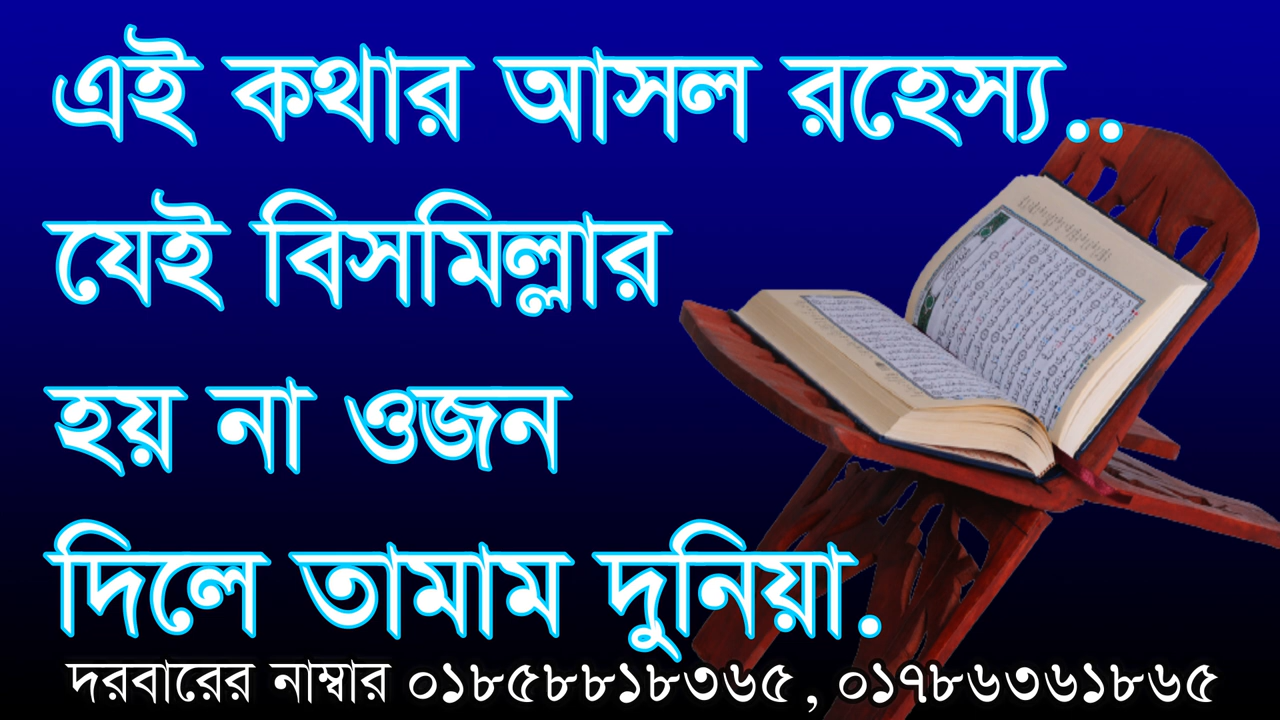 এই কথার আসল রহেস্য..
যেই বিসমিল্লার
হয় না ওজন
দিলে তামাম দুনিয়া.
দরবারের নাম্বার ০১৮৫৮৮১৮৩৬৫, ০১৭৮৬৩৬১৮৬৫